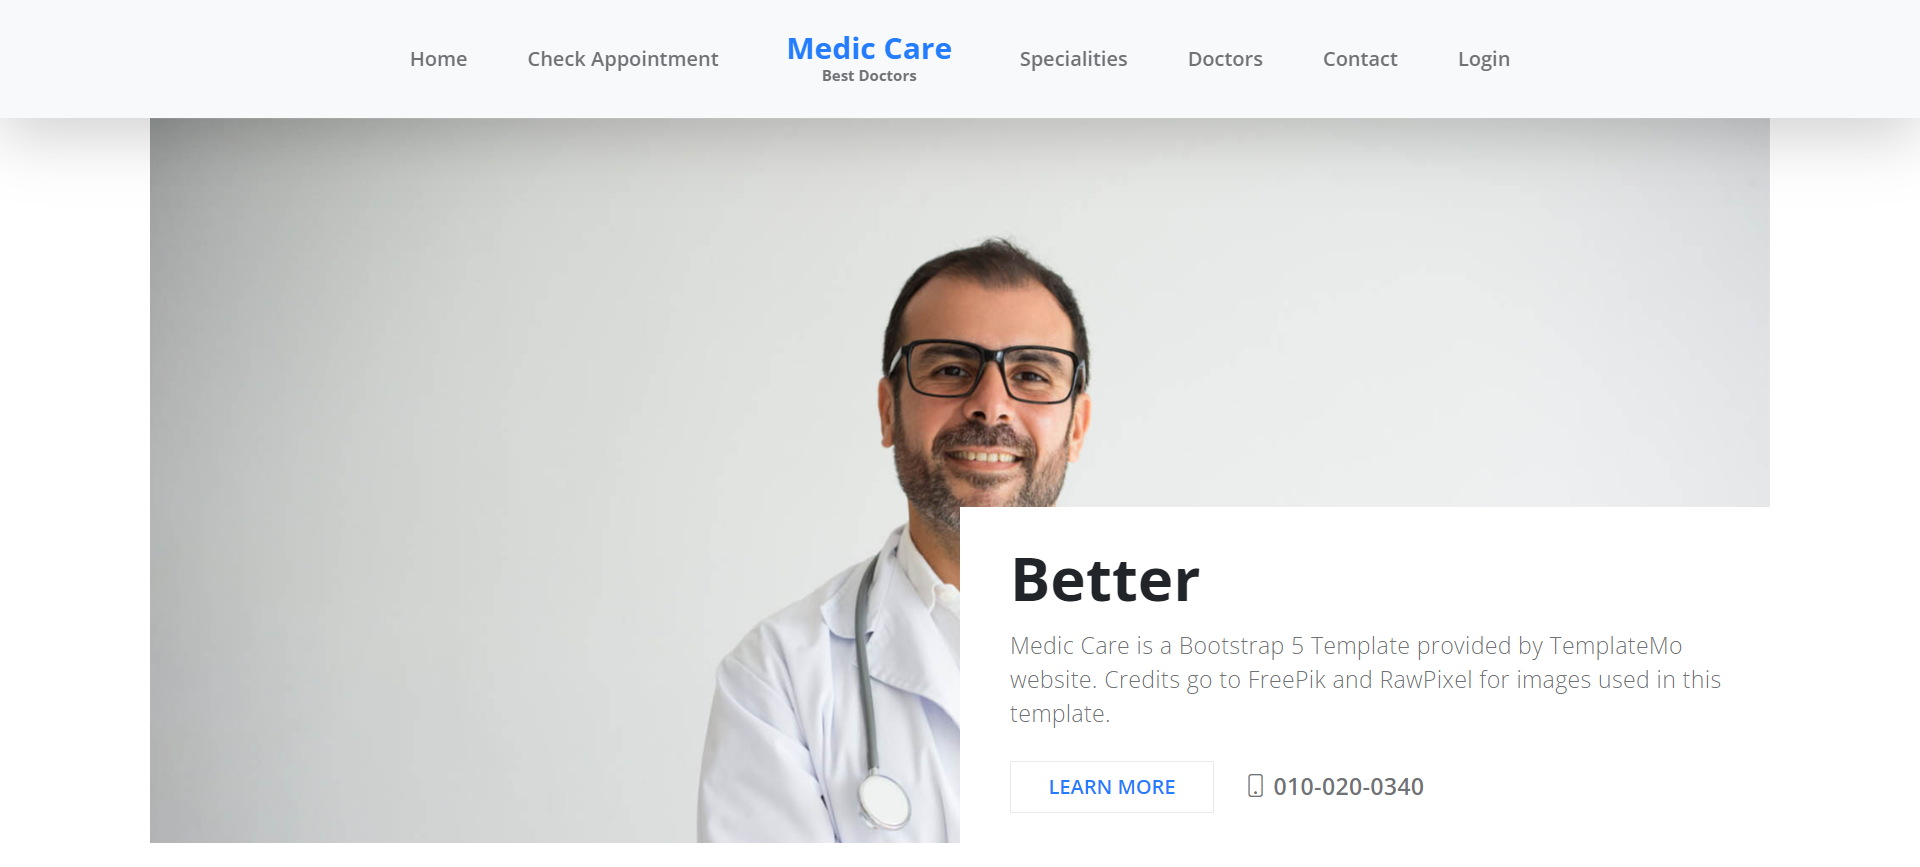 Home
Check Appointment
Medic Care
Best Doctors
Specialities
Doctors
Contact
Login
Better
Medic Care is a Bootstrap 5 Template provided by TemplateMo
website. Credits go to FreePik and RawPixel for images used in this
template.
LEARN MORE
010-020-0340